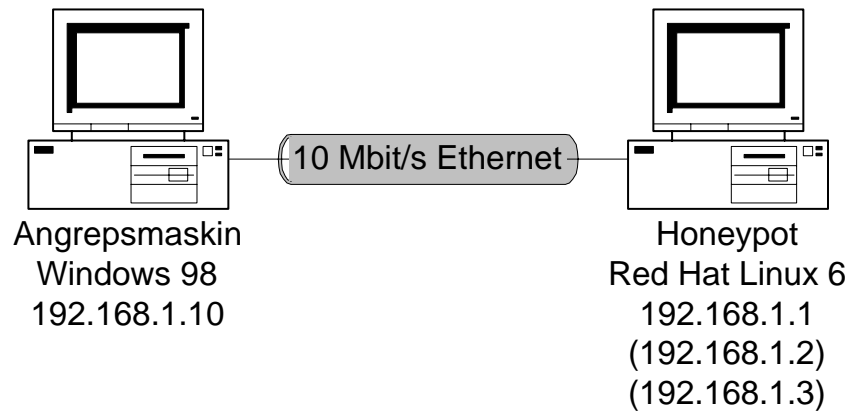 10 Mbit/s Ethernet
Angrepsmaskin
Windows 98
192.168.1.10
Honeypot
Red Hat Linux 6
192.168.1.1
(192.168.1.2)
(192.168.1.3)